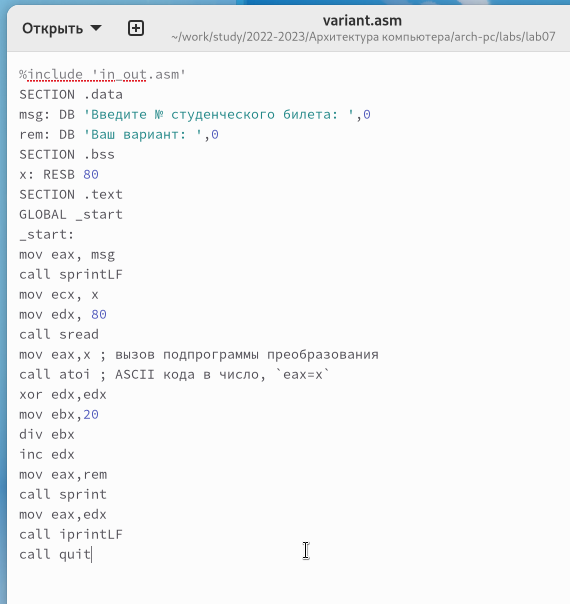 variant.asm
Открыть
~/work/study/2022-2023/Архитектура компьютера/arch-pc/labs/lab07
%include 'in_out.asm'
SECTION .data
msg: DB 'Введите № студенческого билета: ',0
rem: DB 'Ваш вариант: ',0
SECTION .bss
x: RESB 80
SECTION .text
GLOBAL _start
_start:
mov eax, msg
call sprintLF
mov ecx, x
mov edx, 80
call sread
mov eax,x ; вызов подпрограммы преобразования
call atoi ; ASCII кода в число, `eax=x`
xor edx,edx
mov ebx,20
div ebx
inc edx
mov eax,rem
call sprint
mov eax,edx
call iprintLF
call quit